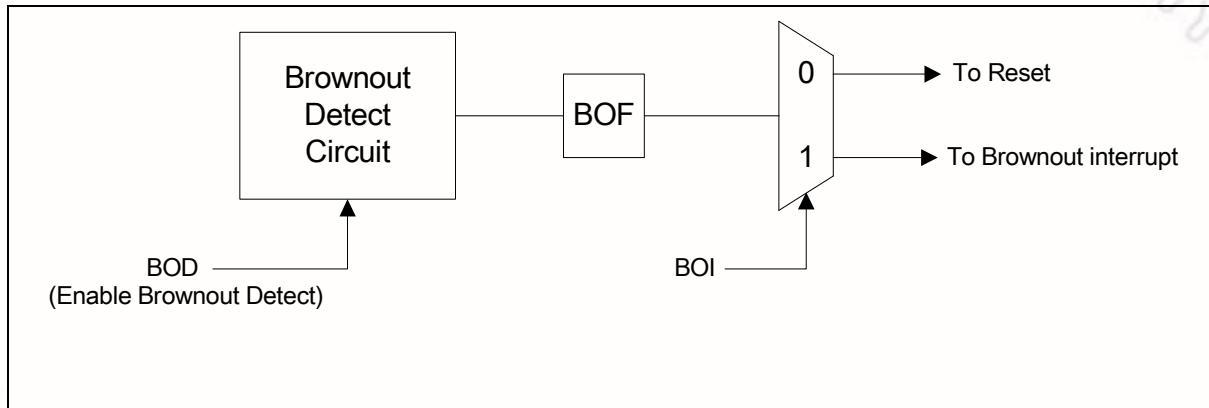 Brownout
Detect
Circuit
BOF
0
To Reset
1
To Brownout interrupt
BOD
(Enable Brownout Detect)
BOI